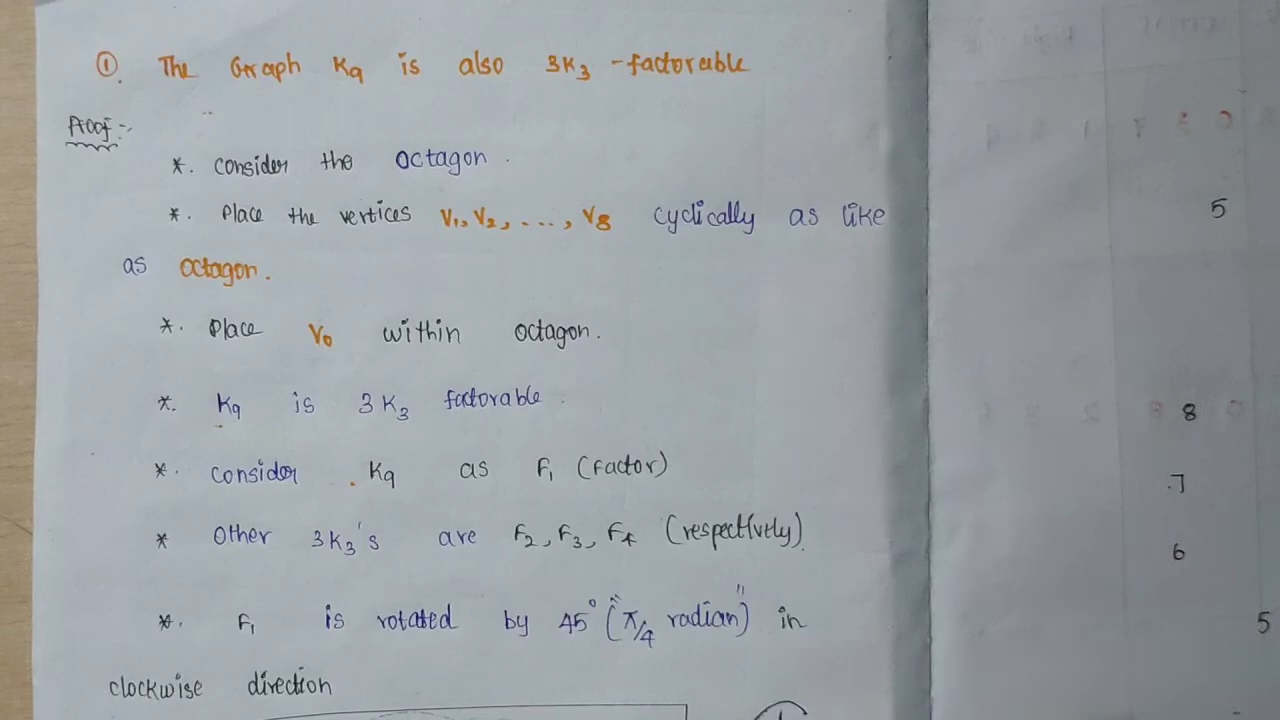 ① The Graph K₉ is also 3K₃ -factorable
Proof:-
*. consider the octagon.
*. Place the vertices V₁, V₂, ...., V₈ cyclically as like
as octagon.
*. Place V₀ within octagon.
*. K₉ is 3K₃ factorable.
*. consider K₉ as F₁ (Factor)
* Other 3K₃'s are F₂, F₃, F₄ (respectively).
*. F₁ is rotated by 45° (π/4 radian") in
clockwise direction
5
8
7
6
5